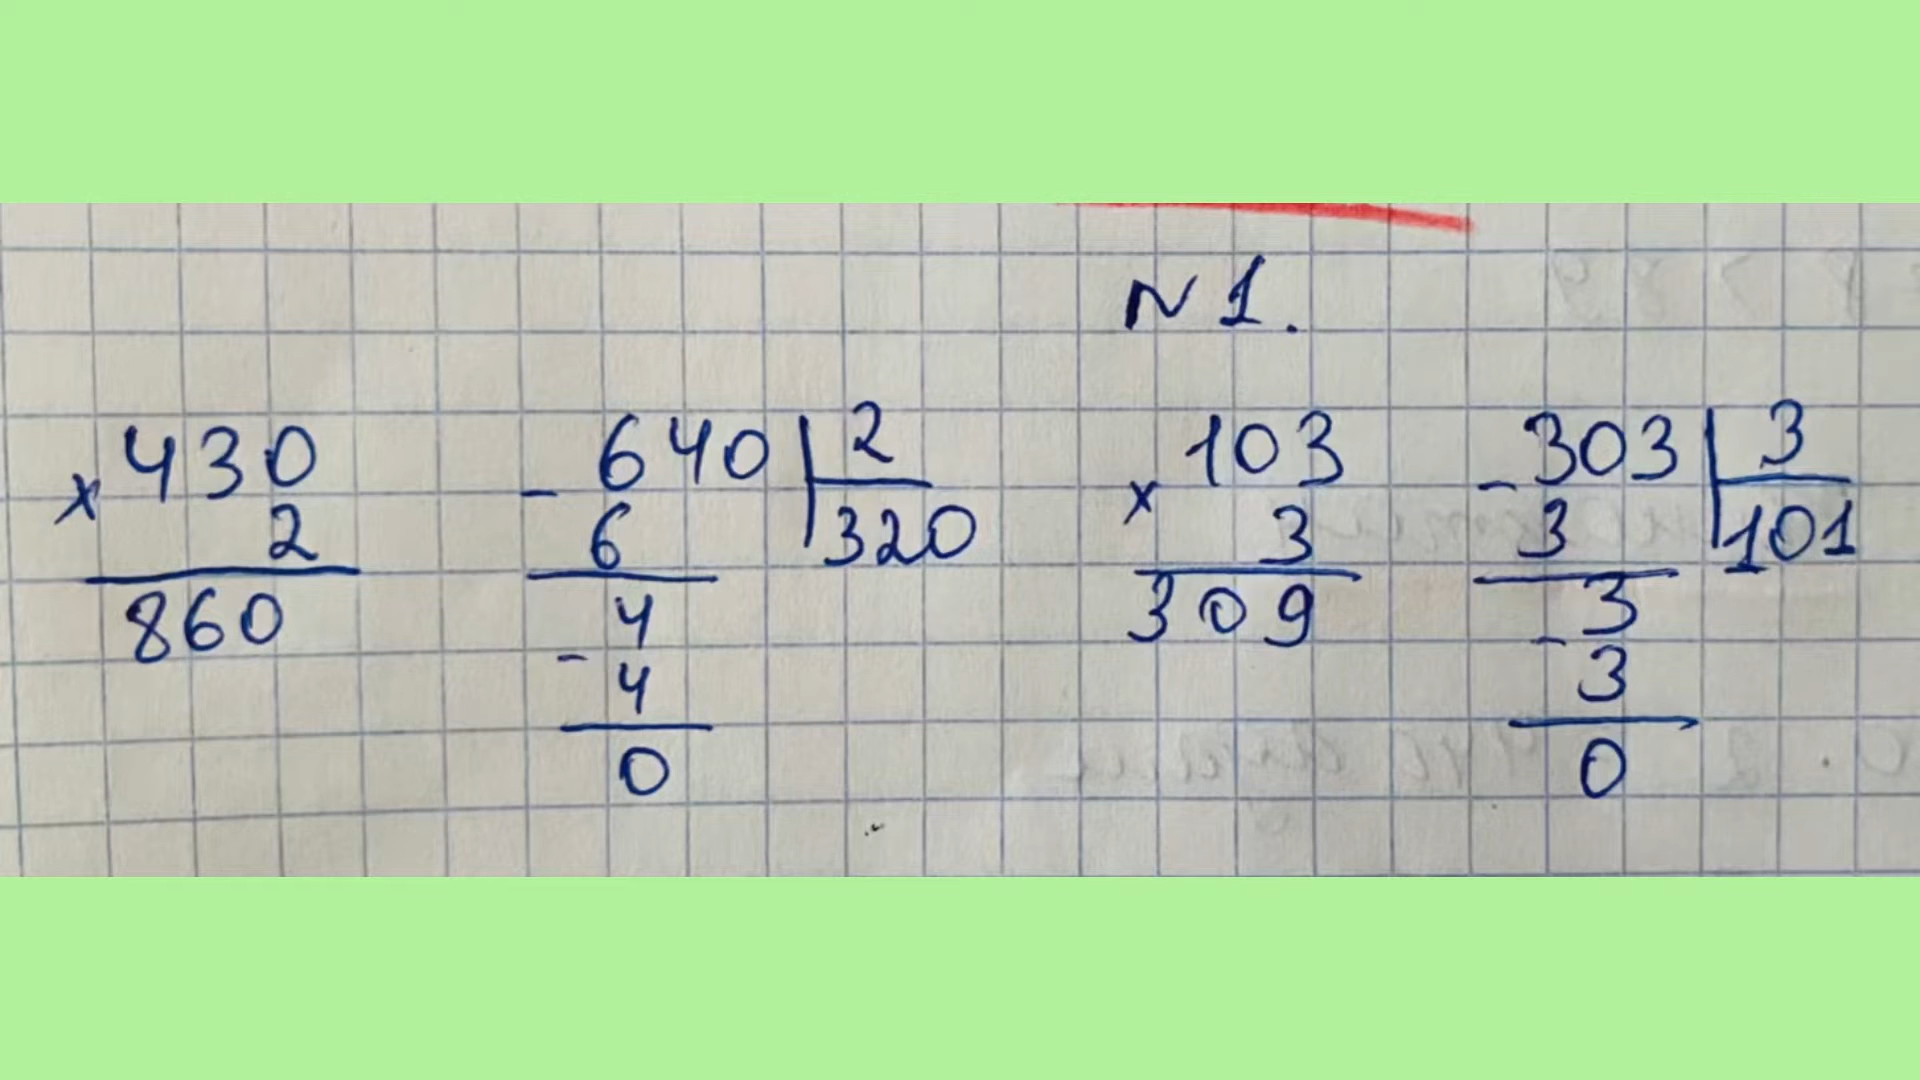 N 1.
× 430 - 640 | 2 × 103 - 303 | 3
2 6 320 3 3 101
860 4 309 3
- 4 - 3
0 0